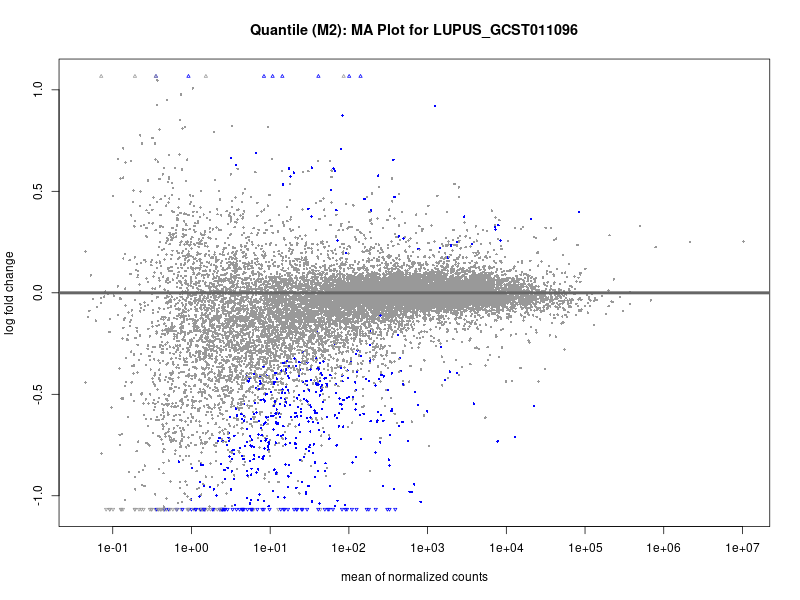 Quantile (M2): MA Plot for LUPUS_GCST011096
log fold change
1.0
0.5
0.0
-0.5
-1.0
1e-01 1e+00 1e+01 1e+02 1e+03 1e+04 1e+05 1e+06 1e+07
mean of normalized counts